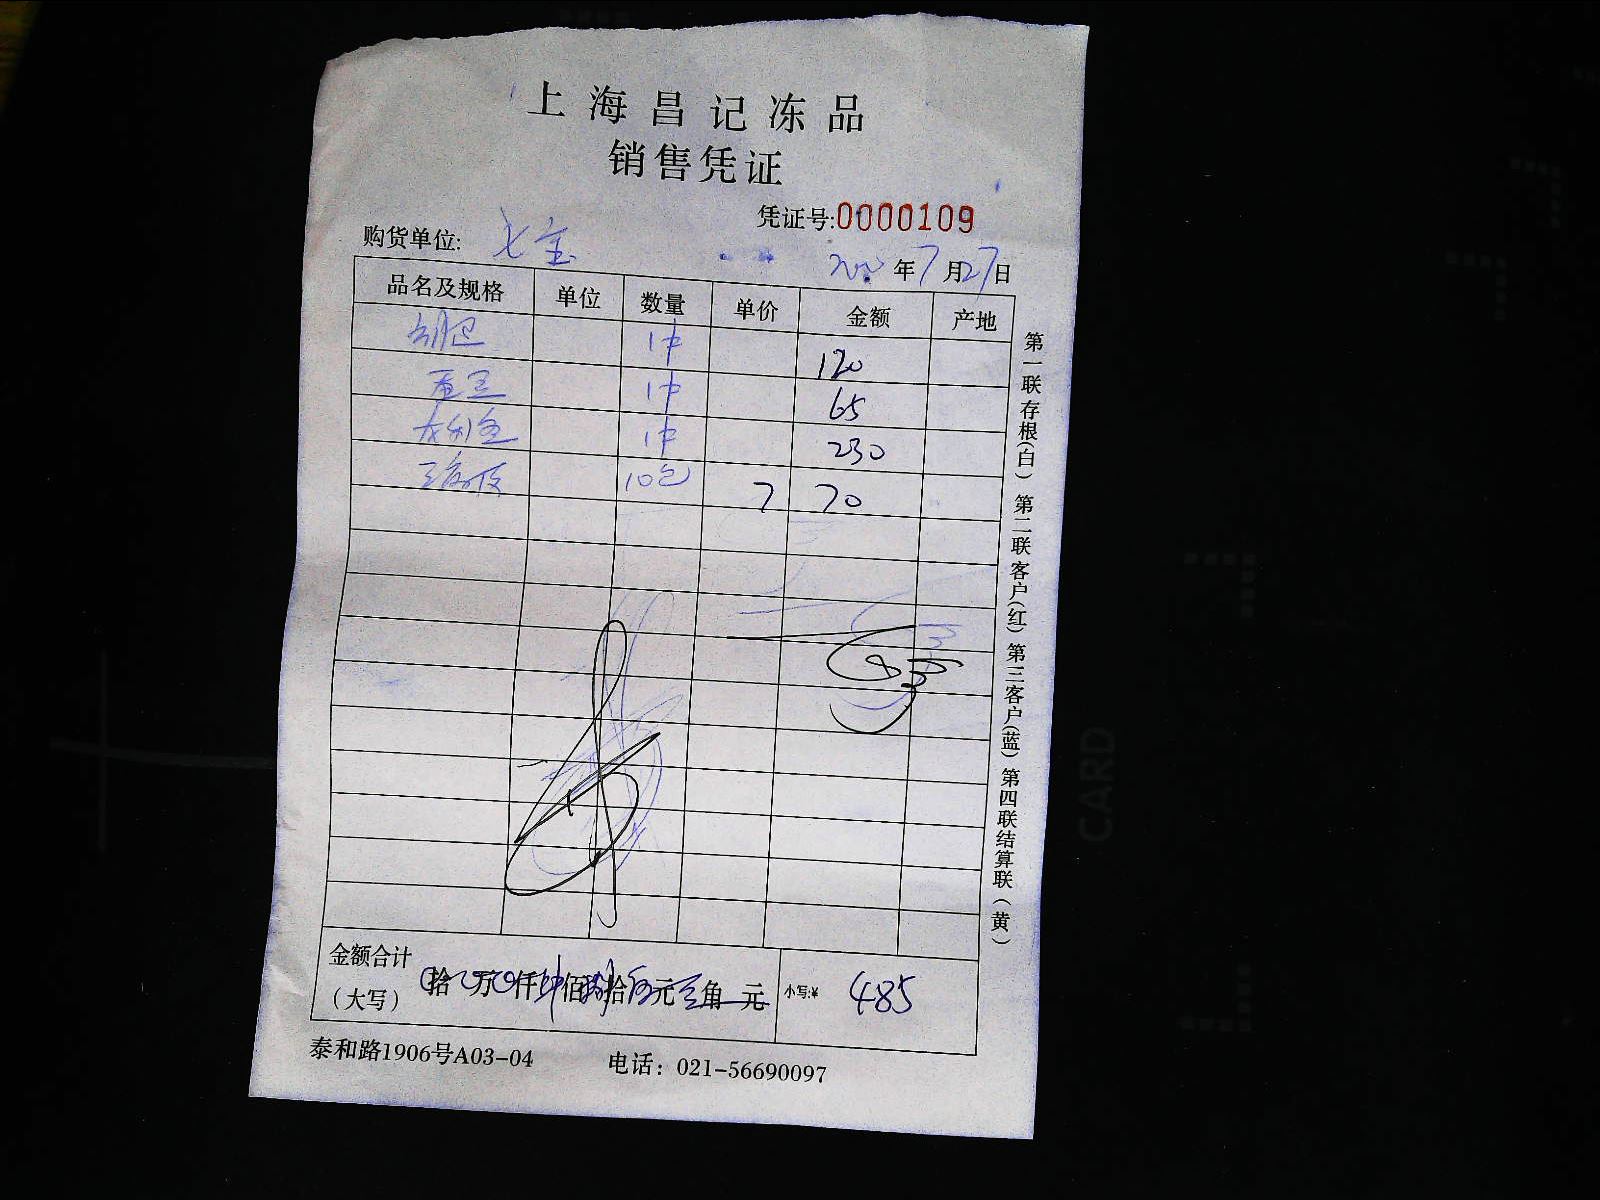 上海昌记冻品
销售凭证
凭证号:0000109
购货单位: 七宝
年7月27日
品名及规格 单位 数量 单价 金额 产地
1件 120
1件 65
1件 230
10包 7 70
第一联存根(白) 第二联客户(红) 第三客户(蓝) 第四联结算联(黄)
金额合计
(大写) 拾 万 仟 佰 拾 元 角 元 小写:¥ 485
泰和路1906号A03-04 电话: 021-56690097